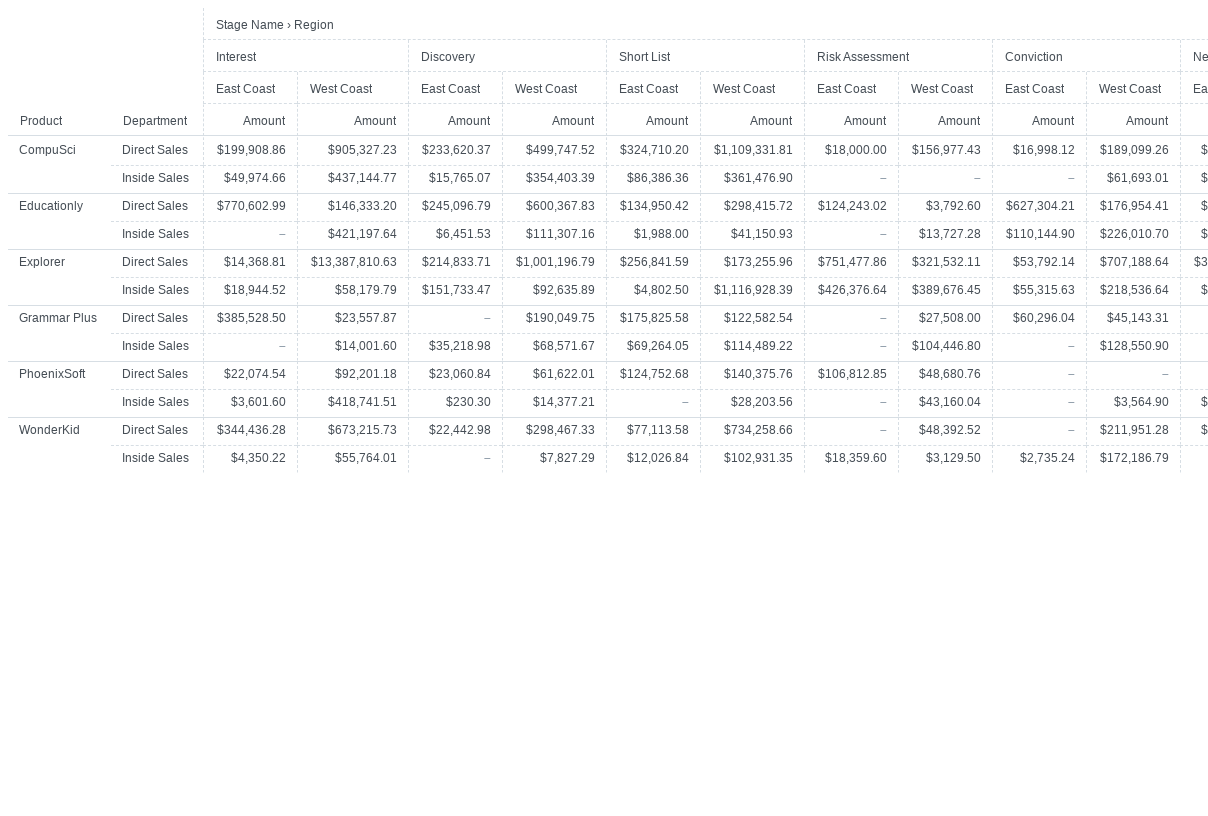 Stage Name › Region
Interest Discovery Short List Risk Assessment Conviction Ne
East Coast West Coast East Coast West Coast East Coast West Coast East Coast West Coast East Coast West Coast Ea
Product Department Amount Amount Amount Amount Amount Amount Amount Amount Amount Amount
CompuSci Direct Sales $199,908.86 $905,327.23 $233,620.37 $499,747.52 $324,710.20 $1,109,331.81 $18,000.00 $156,977.43 $16,998.12 $189,099.26 $
Inside Sales $49,974.66 $437,144.77 $15,765.07 $354,403.39 $86,386.36 $361,476.90 – – – $61,693.01 $
Educationly Direct Sales $770,602.99 $146,333.20 $245,096.79 $600,367.83 $134,950.42 $298,415.72 $124,243.02 $3,792.60 $627,304.21 $176,954.41 $
Inside Sales – $421,197.64 $6,451.53 $111,307.16 $1,988.00 $41,150.93 – $13,727.28 $110,144.90 $226,010.70 $
Explorer Direct Sales $14,368.81 $13,387,810.63 $214,833.71 $1,001,196.79 $256,841.59 $173,255.96 $751,477.86 $321,532.11 $53,792.14 $707,188.64 $3
Inside Sales $18,944.52 $58,179.79 $151,733.47 $92,635.89 $4,802.50 $1,116,928.39 $426,376.64 $389,676.45 $55,315.63 $218,536.64 $
Grammar Plus Direct Sales $385,528.50 $23,557.87 – $190,049.75 $175,825.58 $122,582.54 – $27,508.00 $60,296.04 $45,143.31
Inside Sales – $14,001.60 $35,218.98 $68,571.67 $69,264.05 $114,489.22 – $104,446.80 – $128,550.90
PhoenixSoft Direct Sales $22,074.54 $92,201.18 $23,060.84 $61,622.01 $124,752.68 $140,375.76 $106,812.85 $48,680.76 – –
Inside Sales $3,601.60 $418,741.51 $230.30 $14,377.21 – $28,203.56 – $43,160.04 – $3,564.90 $
WonderKid Direct Sales $344,436.28 $673,215.73 $22,442.98 $298,467.33 $77,113.58 $734,258.66 – $48,392.52 – $211,951.28 $
Inside Sales $4,350.22 $55,764.01 – $7,827.29 $12,026.84 $102,931.35 $18,359.60 $3,129.50 $2,735.24 $172,186.79